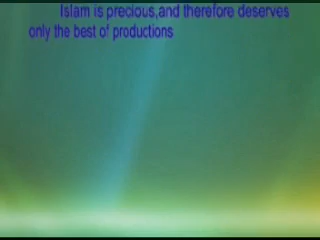 Islam is precious,and therefore deserves
only the best of productions